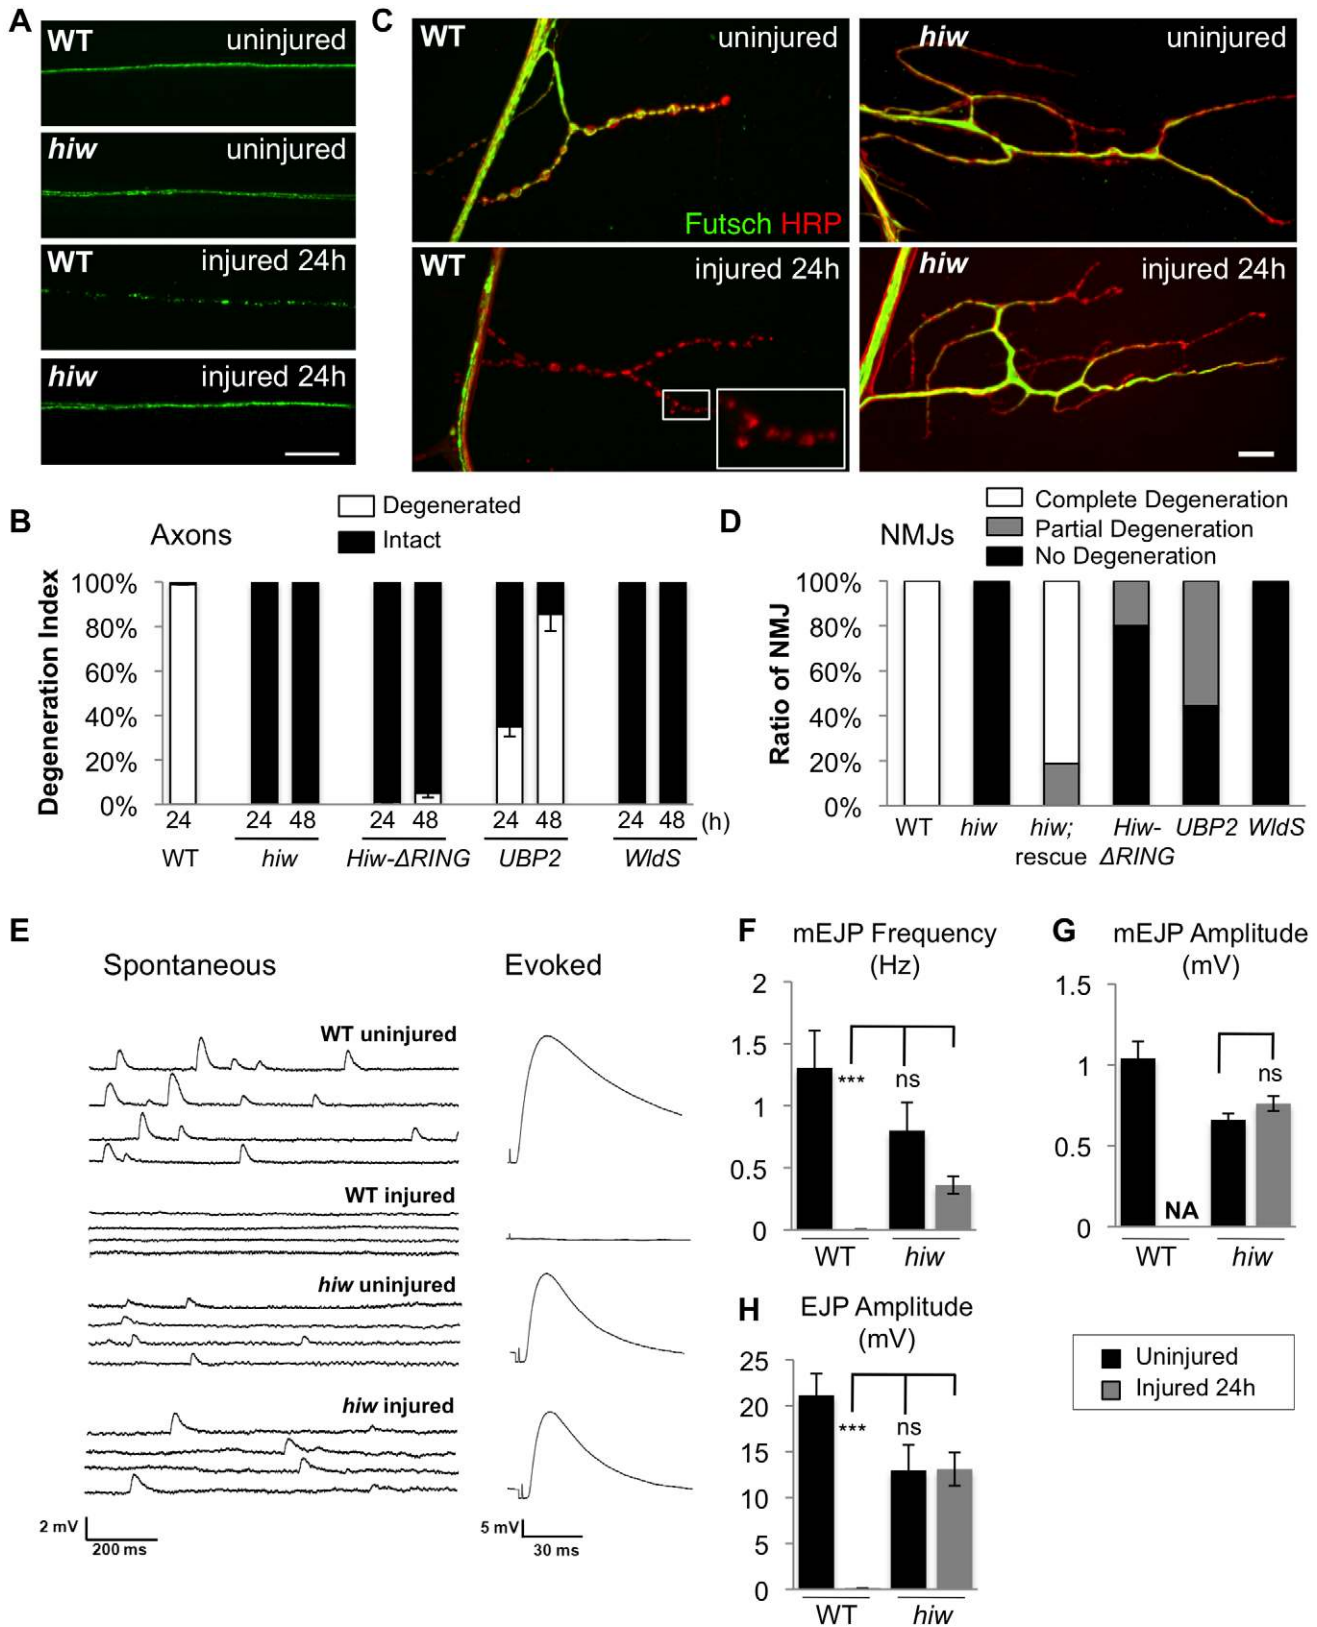 A
WT uninjured
hiw uninjured
WT injured 24h
hiw injured 24h
C
WT uninjured
Futsch HRP
hiw uninjured
WT injured 24h
hiw injured 24h
B
Axons
Degenerated
Intact
Degeneration Index
100%
80%
60%
40%
20%
0%
24 24 48 24 48 24 48 24 48 (h)
WT hiw Hiw-ΔRING UBP2 WldS
D
NMJs
Complete Degeneration
Partial Degeneration
No Degeneration
Ratio of NMJ
100%
80%
60%
40%
20%
0%
WT hiw hiw; Hiw- UBP2 WldS
rescue ΔRING
E
Spontaneous Evoked
WT uninjured
WT injured
hiw uninjured
hiw injured
2 mV
200 ms
5 mV
30 ms
F
mEJP Frequency
(Hz)
2
1.5
1
0.5
0
*** ns
WT hiw
G
mEJP Amplitude
(mV)
1.5
1
0.5
0
NA
ns
WT hiw
H
EJP Amplitude
(mV)
25
20
15
10
5
0
*** ns
WT hiw
Uninjured
Injured 24h